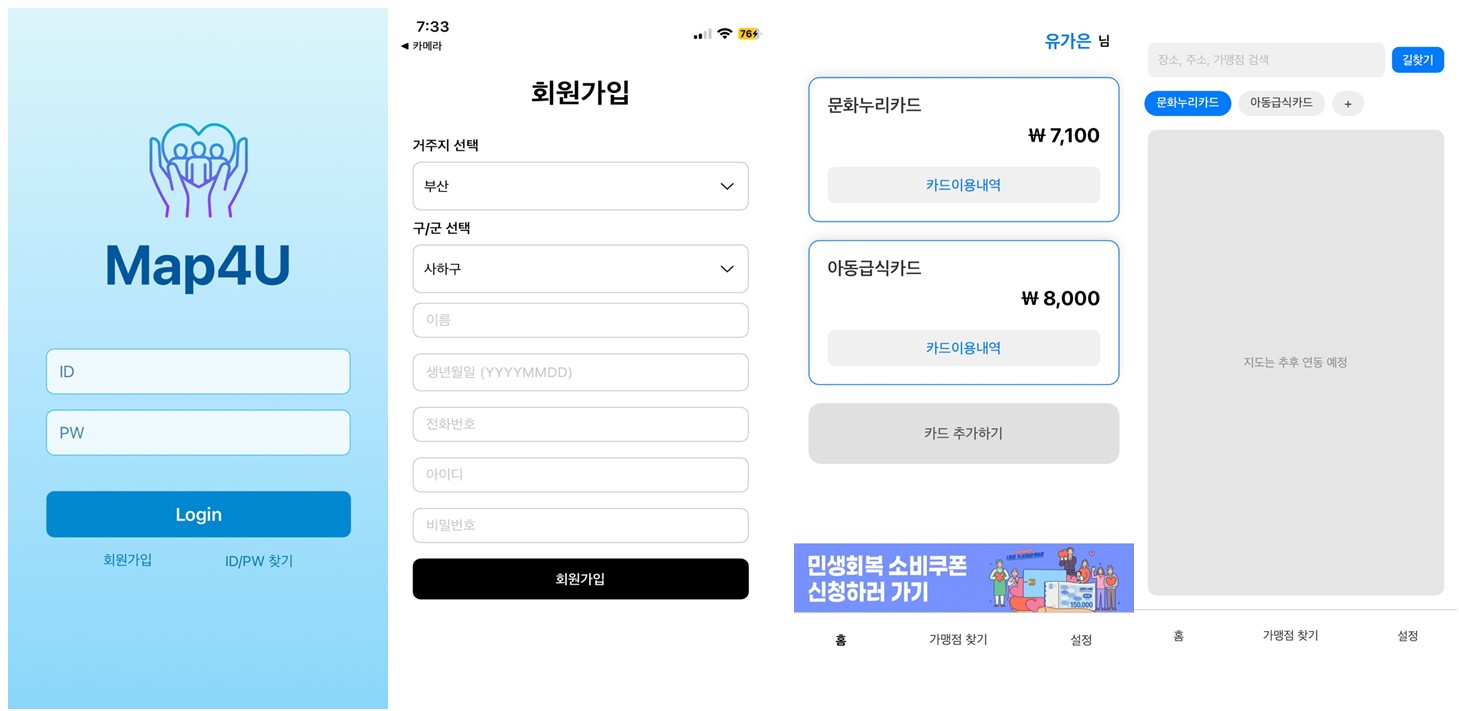 Map4U
ID
PW
Login
회원가입
ID/PW 찾기
7:33
76
◀ 카메라
회원가입
거주지 선택
부산
구/군 선택
사하구
이름
생년월일 (YYYYMMDD)
전화번호
아이디
비밀번호
회원가입
유가은 님
문화누리카드
₩ 7,100
카드이용내역
아동급식카드
₩ 8,000
카드이용내역
카드 추가하기
민생회복 소비쿠폰
신청하러 가기
150,000
홈
가맹점 찾기
설정
장소, 주소, 가맹점 검색
길찾기
문화누리카드
아동급식카드
+
지도는 추후 연동 예정
홈
가맹점 찾기
설정